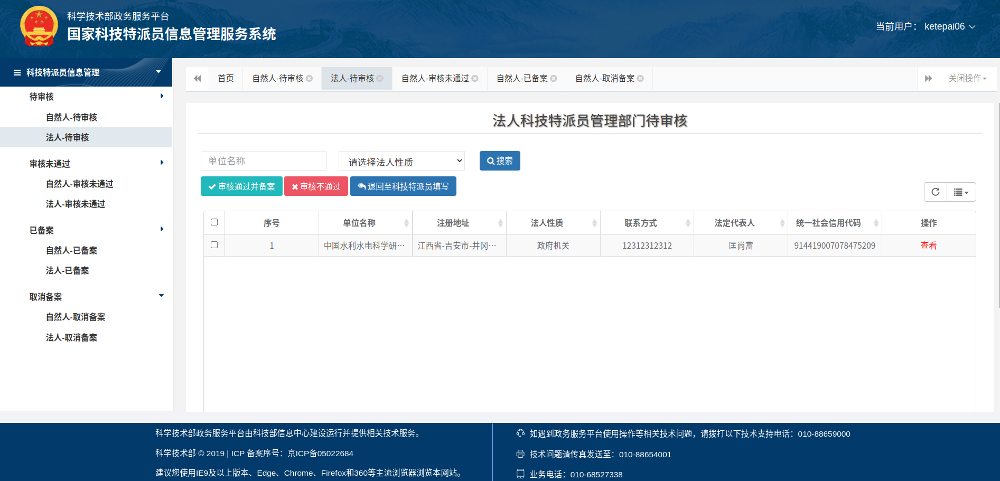 科学技术部政务服务平台
国家科技特派员信息管理服务系统
当前用户： ketepai06
科技特派员信息管理
待审核
自然人-待审核
法人-待审核
审核未通过
自然人-审核未通过
法人-审核未通过
已备案
自然人-已备案
法人-已备案
取消备案
自然人-取消备案
法人-取消备案
首页 自然人-待审核 法人-待审核 自然人-审核未通过 自然人-已备案 自然人-取消备案 关闭操作
法人科技特派员管理部门待审核
单位名称 请选择法人性质 搜索
审核通过并备案 审核不通过 退回至科技特派员填写
序号 单位名称 注册地址 法人性质 联系方式 法定代表人 统一社会信用代码 操作
1 中国水利水电科学研… 江西省-吉安市-井冈… 政府机关 12312312312 匡尚富 914419007078475209 查看
科学技术部政务服务平台由科技部信息中心建设运行并提供相关技术服务。
科学技术部 © 2019 | ICP 备案序号：京ICP备05022684
建议您使用IE9及以上版本、Edge、Chrome、Firefox和360等主流浏览器浏览本网站。
如遇到政务服务平台使用操作等相关技术问题，请拨打以下技术支持电话：010-88659000
技术问题请传真发送至：010-88654001
业务电话：010-68527338